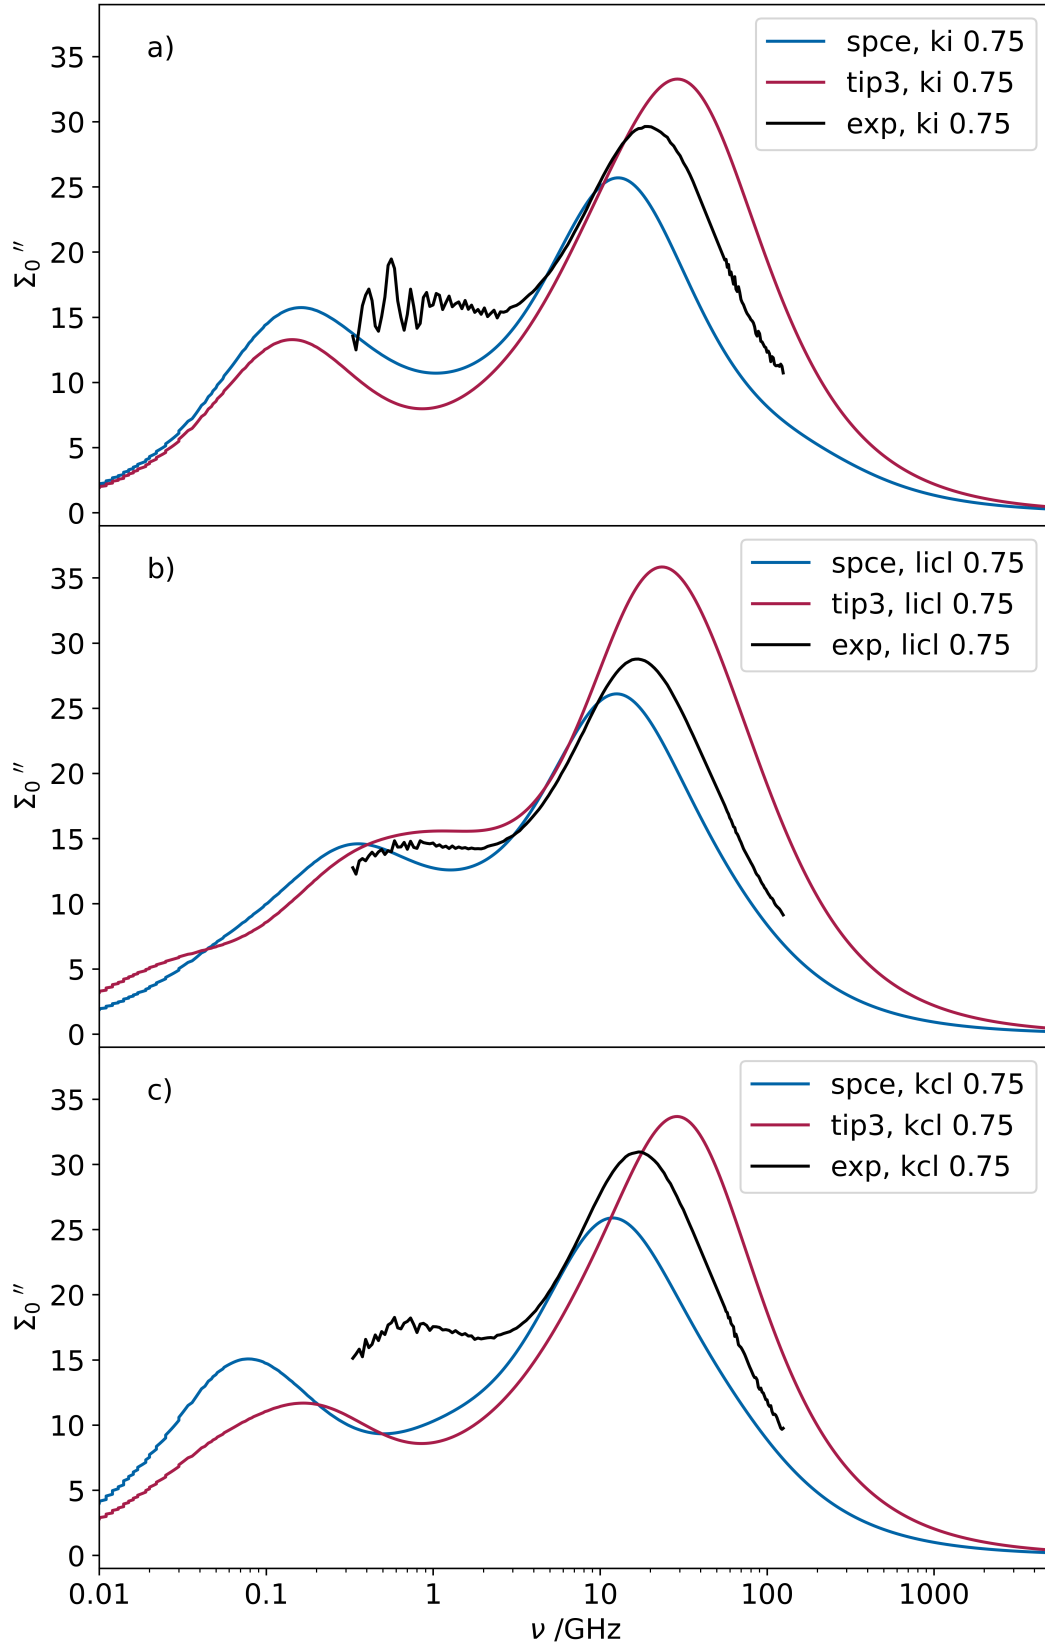 a)
spce, ki 0.75
tip3, ki 0.75
exp, ki 0.75
35
30
25
20
15
10
5
0
Σ₀ ″
b)
spce, licl 0.75
tip3, licl 0.75
exp, licl 0.75
35
30
25
20
15
10
5
0
Σ₀ ″
c)
spce, kcl 0.75
tip3, kcl 0.75
exp, kcl 0.75
35
30
25
20
15
10
5
0
Σ₀ ″
0.01 0.1 1 10 100 1000
ν /GHz